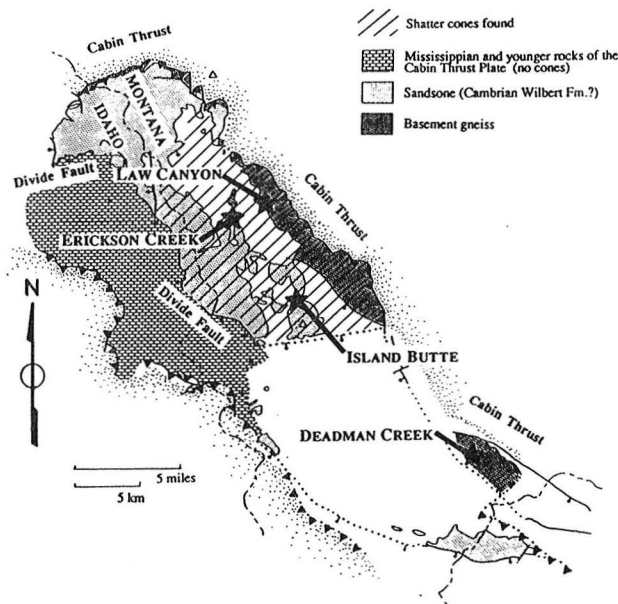 Shatter cones found
Mississippian and younger rocks of the
Cabin Thrust Plate (no cones)
Sandsone (Cambrian Wilbert Fm.?)
Basement gneiss
Cabin Thrust
MONTANA
IDAHO
Divide Fault
LAW CANYON
Cabin Thrust
ERICKSON CREEK
N
Divide Fault
ISLAND BUTTE
Cabin Thrust
DEADMAN CREEK
5 miles
5 km